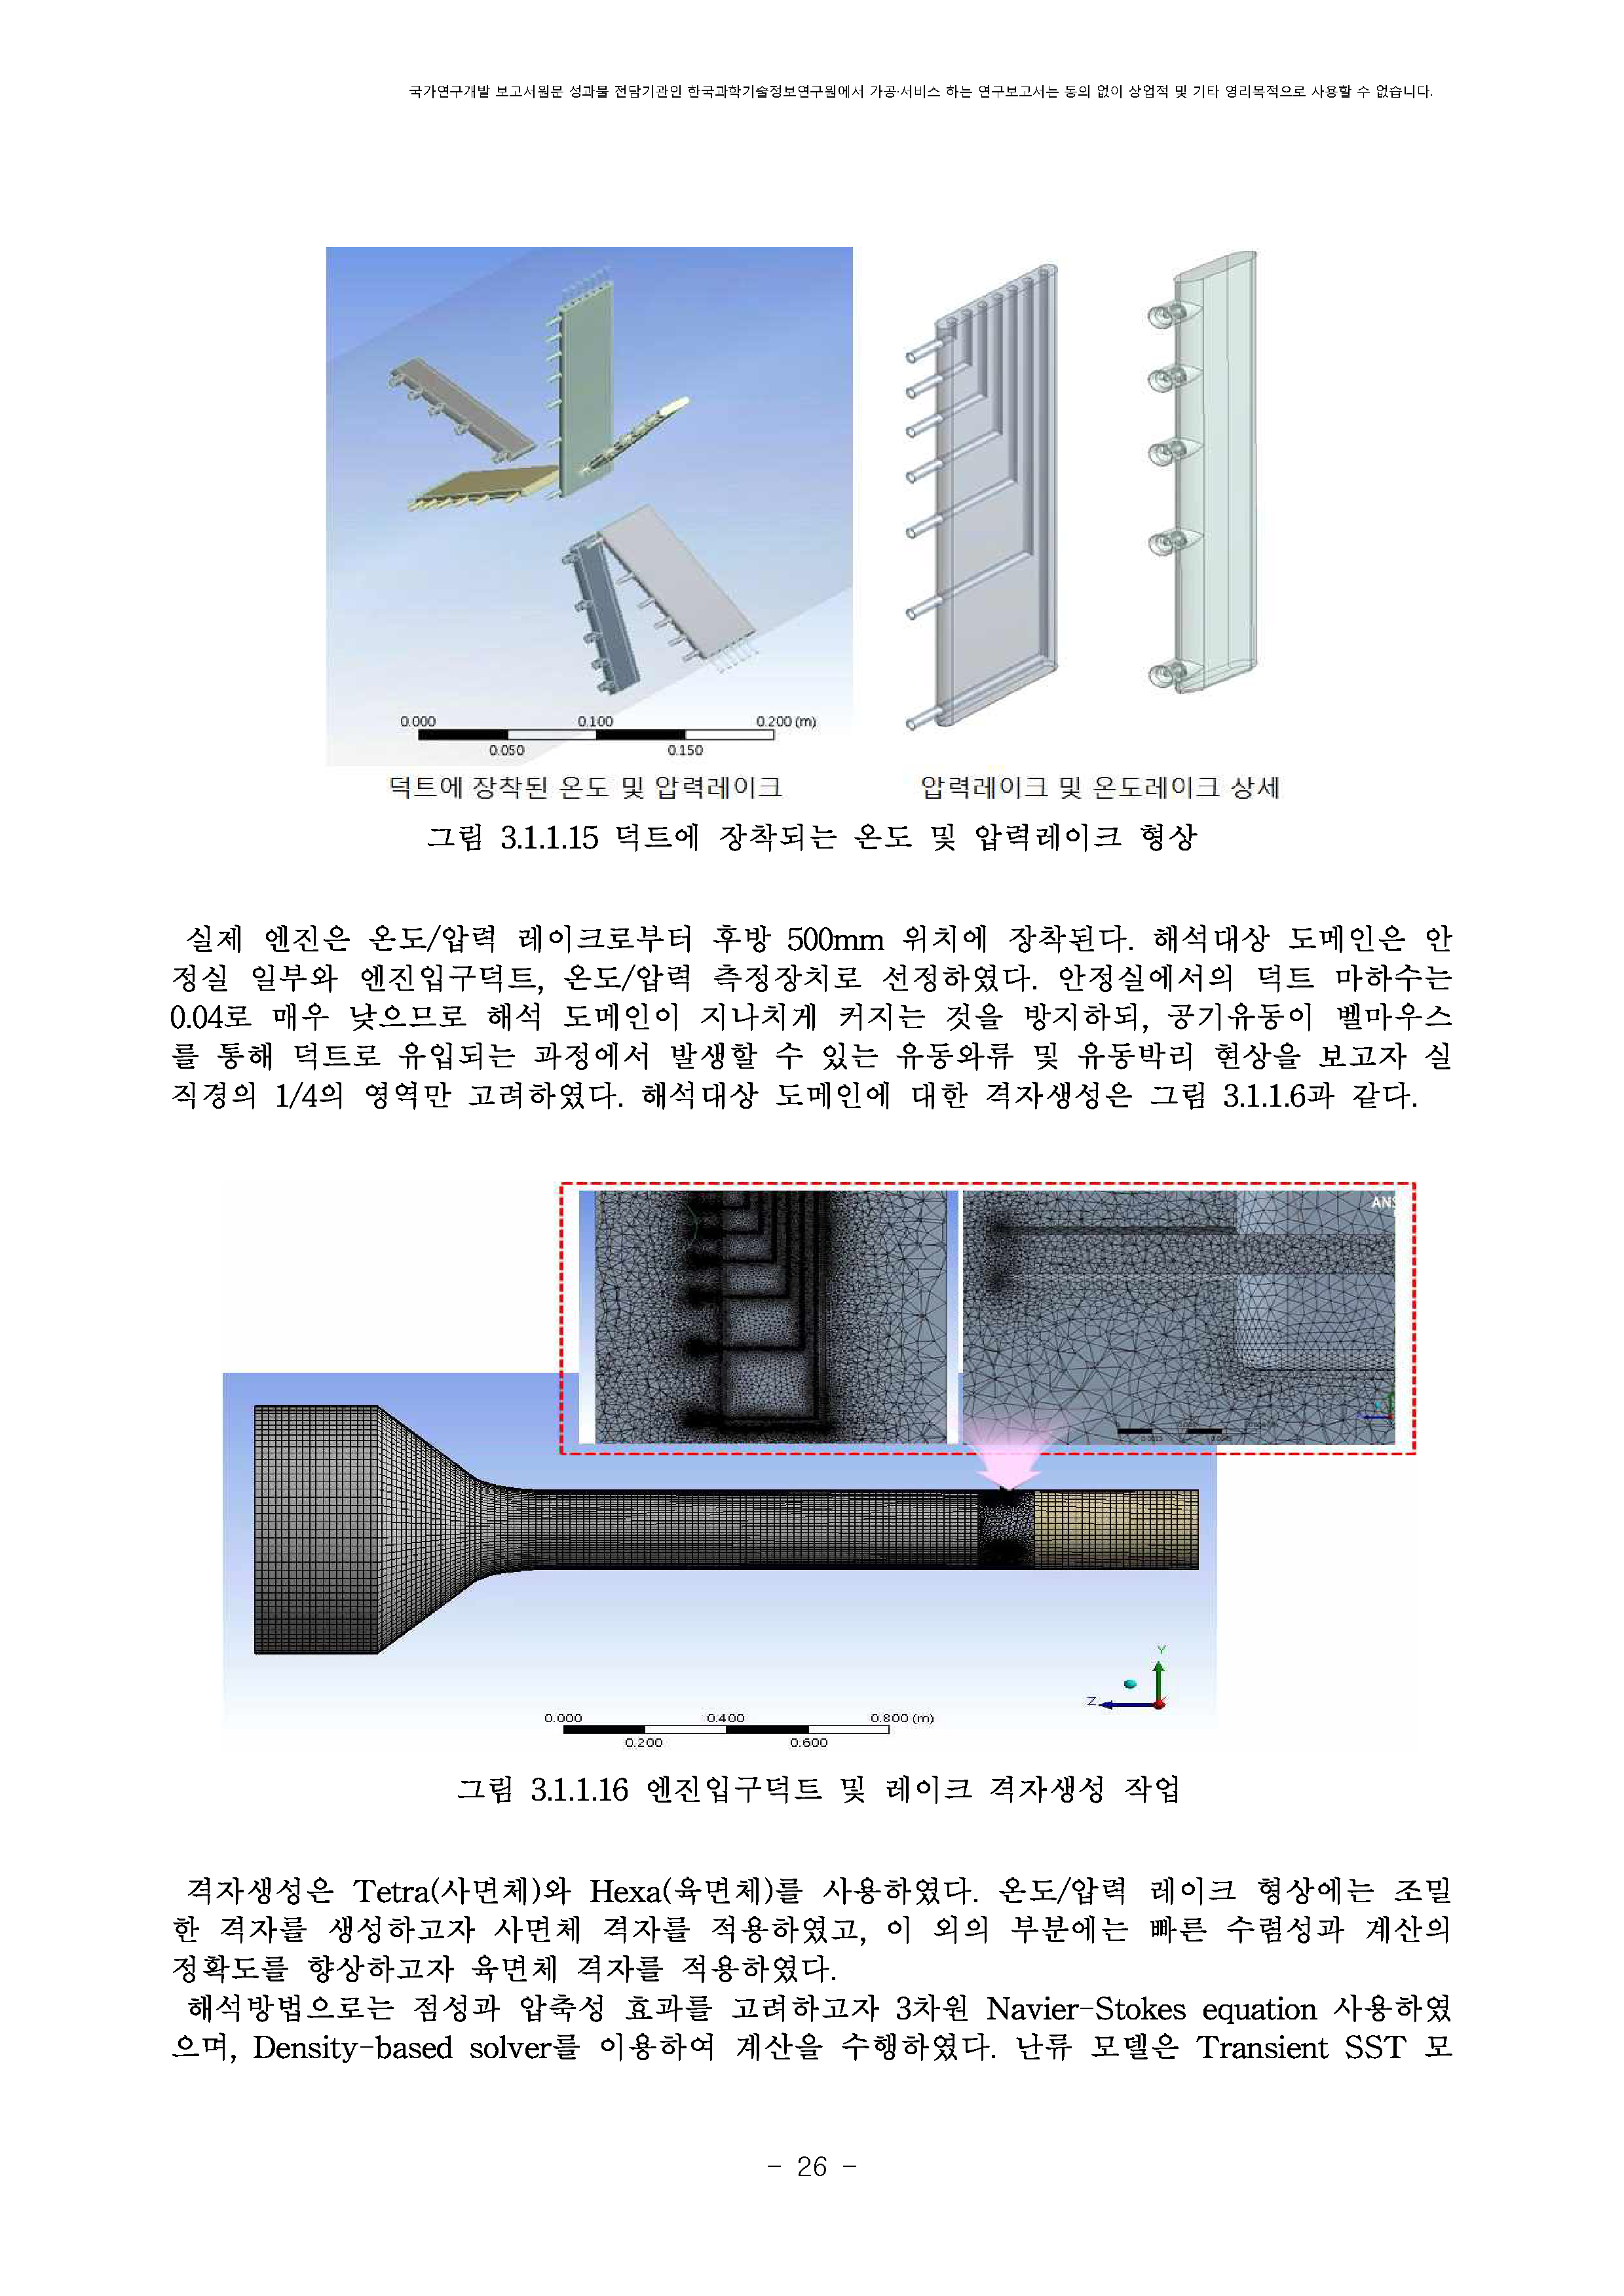 국가연구개발 보고서원문 성과물 전담기관인 한국과학기술정보연구원에서 가공·서비스 하는 연구보고서는 동의 없이 상업적 및 기타 영리목적으로 사용할 수 없습니다.
0.000 0.100 0.200 (m)
0.050 0.150
덕트에 장착된 온도 및 압력레이크 압력레이크 및 온도레이크 상세
그림 3.1.1.15 덕트에 장착되는 온도 및 압력레이크 형상
실제 엔진은 온도/압력 레이크로부터 후방 500mm 위치에 장착된다. 해석대상 도메인은 안
정실 일부와 엔진입구덕트, 온도/압력 측정장치로 선정하였다. 안정실에서의 덕트 마하수는
0.04로 매우 낮으므로 해석 도메인이 지나치게 커지는 것을 방지하되, 공기유동이 벨마우스
를 통해 덕트로 유입되는 과정에서 발생할 수 있는 유동와류 및 유동박리 현상을 보고자 실
직경의 1/4의 영역만 고려하였다. 해석대상 도메인에 대한 격자생성은 그림 3.1.1.6과 같다.
ANS
Y
Z
0.000 0.400 0.800 (m)
0.200 0.600
그림 3.1.1.16 엔진입구덕트 및 레이크 격자생성 작업
격자생성은 Tetra(사면체)와 Hexa(육면체)를 사용하였다. 온도/압력 레이크 형상에는 조밀
한 격자를 생성하고자 사면체 격자를 적용하였고, 이 외의 부분에는 빠른 수렴성과 계산의
정확도를 향상하고자 육면체 격자를 적용하였다.
해석방법으로는 점성과 압축성 효과를 고려하고자 3차원 Navier-Stokes equation 사용하였
으며, Density-based solver를 이용하여 계산을 수행하였다. 난류 모델은 Transient SST 모
- 26 -